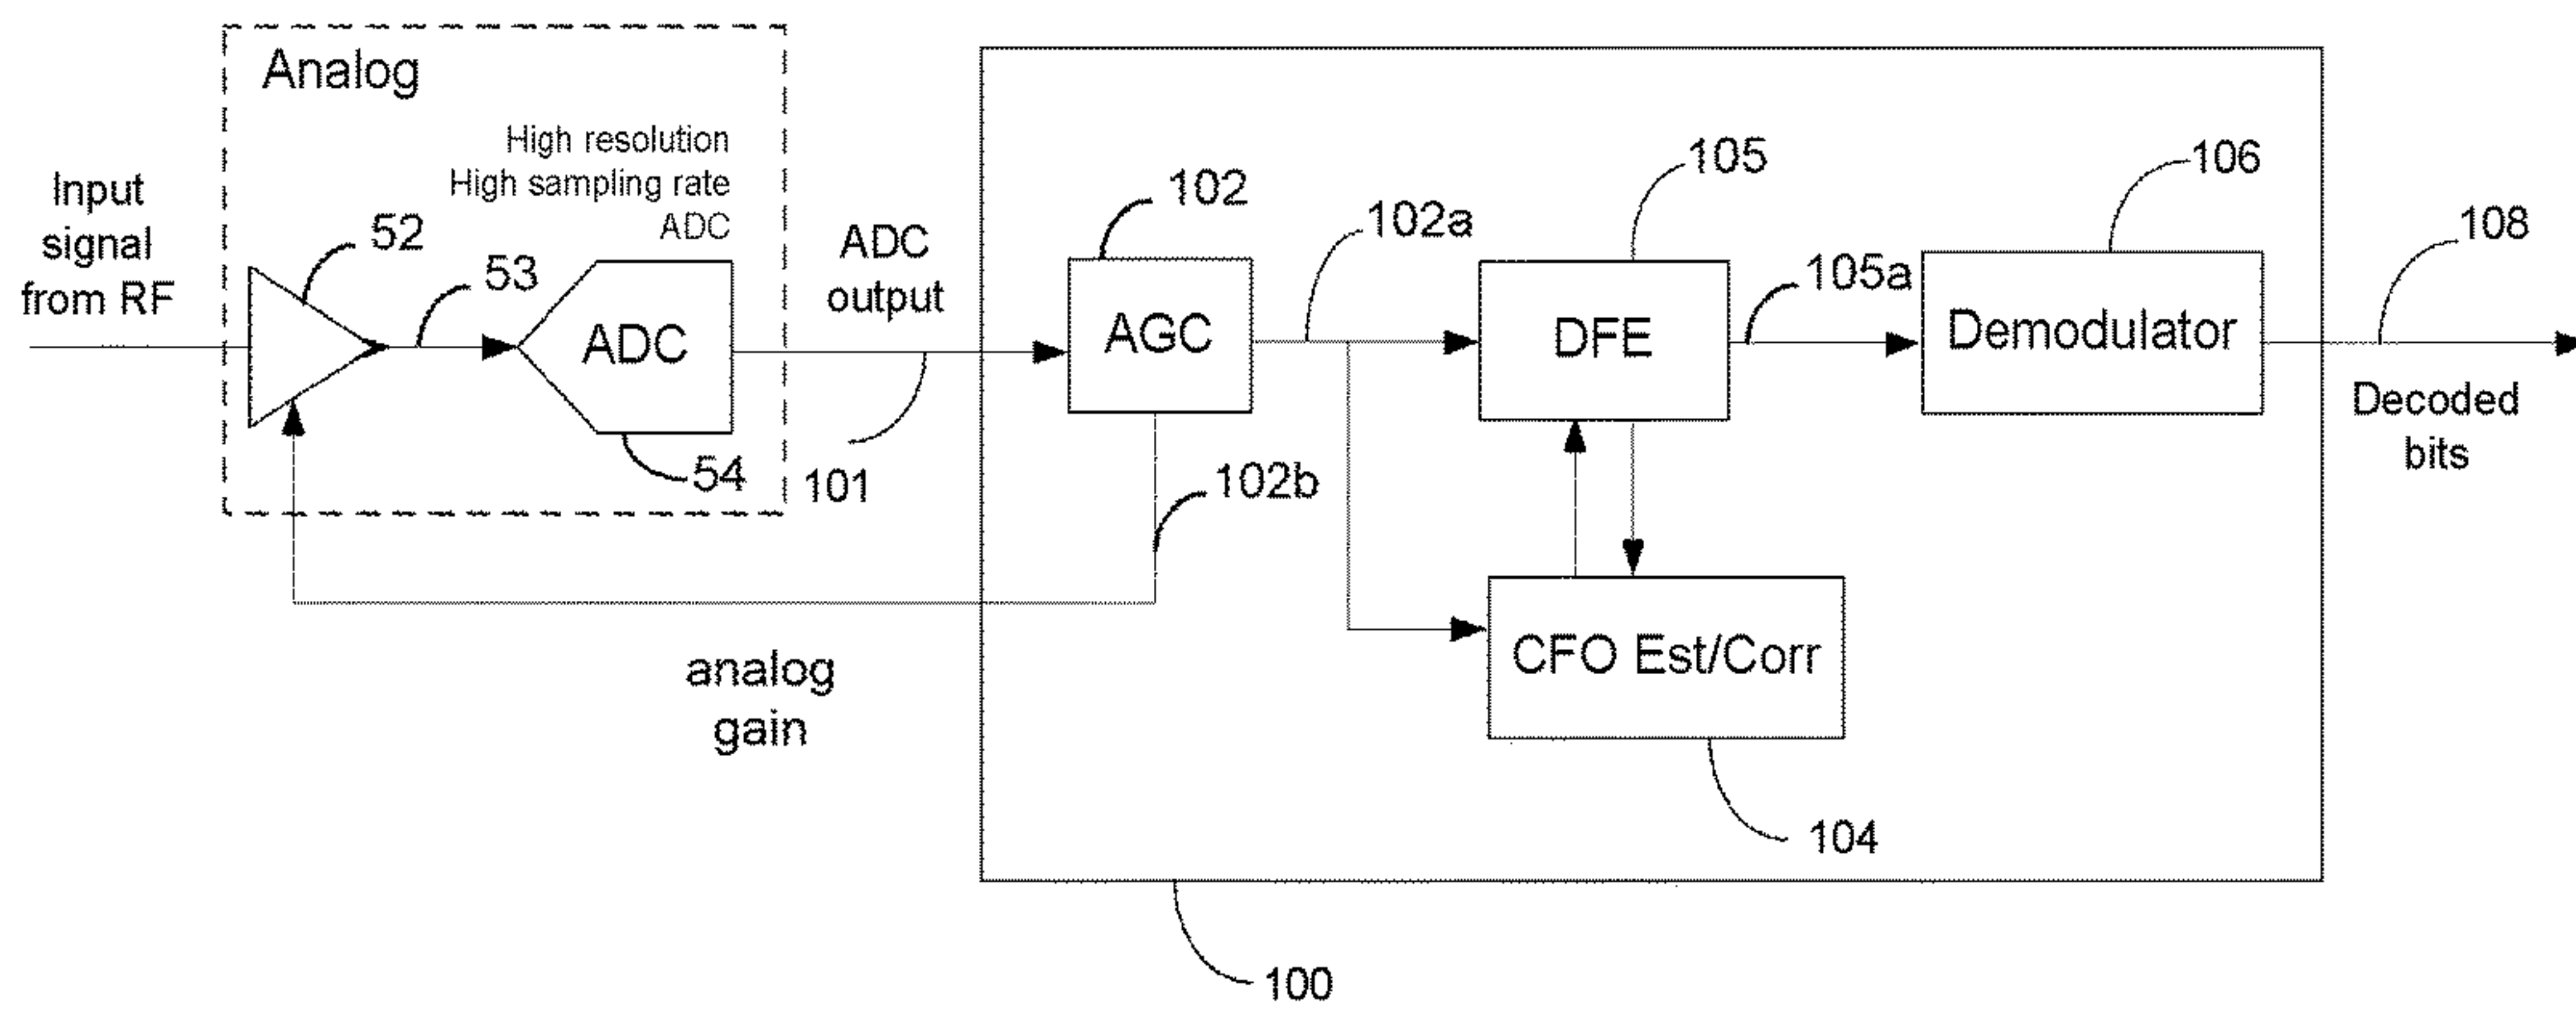 Analog
High resolution
High sampling rate
ADC
Input
signal
from RF
52
53
ADC
54
ADC
output
101
102
AGC
102a
102b
105
DFE
105a
106
Demodulator
108
Decoded
bits
analog
gain
CFO Est/Corr
104
100